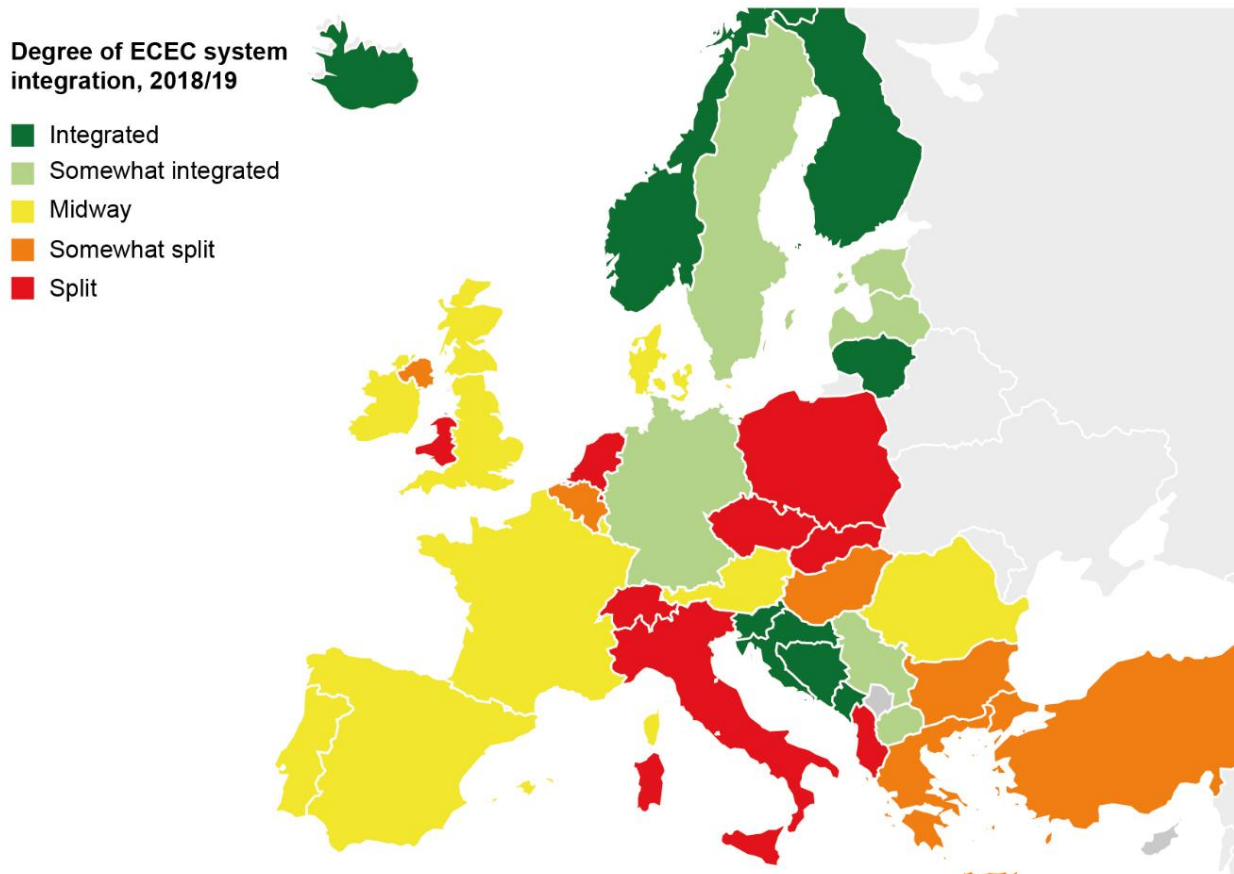 Degree of ECEC system
integration, 2018/19
Integrated
Somewhat integrated
Midway
Somewhat split
Split